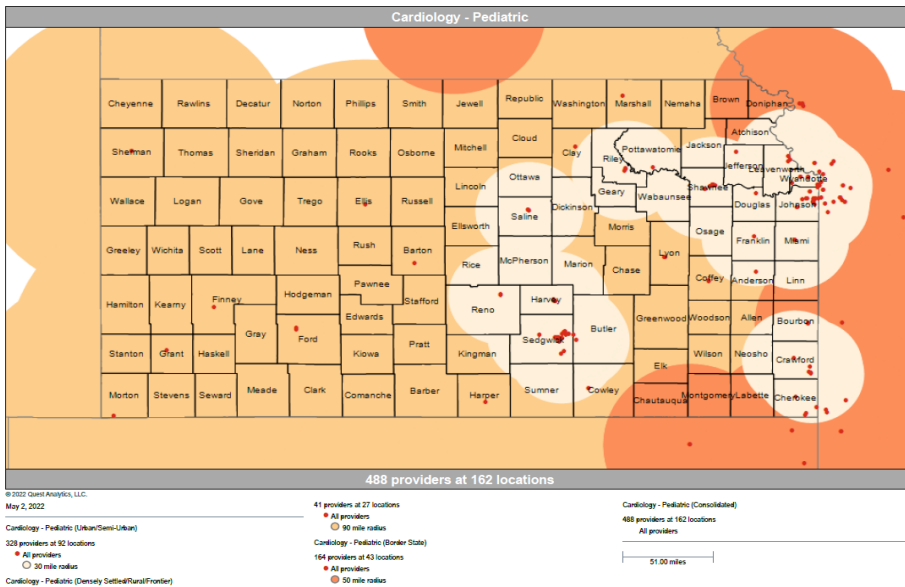 Cardiology - Pediatric
Cheyenne Rawlins Decatur Norton Phillips Smith Jewell Republic Washington Marshall Nemaha Brown Doniphan
Cloud Atchison
Sherman Thomas Sheridan Graham Rooks Osborne Mitchell Clay Riley Pottawatomie Jackson Jefferson Leavenworth
Ottawa Wyandotte
Lincoln Geary Wabaunsee Shawnee
Wallace Logan Gove Trego Ellis Russell Saline Dickinson Douglas Johnson
Ellsworth Morris Osage
Greeley Wichita Scott Lane Ness Rush Barton Lyon Franklin Miami
Rice McPherson Marion Chase
Pawnee Coffey Anderson Linn
Hamilton Kearny Finney Hodgeman Stafford Reno Harvey
Edwards Butler Greenwood Woodson Allen Bourbon
Gray Ford
Stanton Grant Haskell Kiowa Pratt Kingman Sedgwick Wilson Neosho Crawford
Elk
Morton Stevens Seward Meade Clark Comanche Barber Harper Sumner Cowley Chautauqua Montgomery Labette Cherokee
488 providers at 162 locations
© 2022 Quest Analytics, LLC.
May 2, 2022
Cardiology - Pediatric (Urban/Semi-Urban)
328 providers at 92 locations
All providers
30 mile radius
Cardiology - Pediatric (Densely Settled/Rural/Frontier)
41 providers at 27 locations
All providers
90 mile radius
Cardiology - Pediatric (Border State)
164 providers at 43 locations
All providers
50 mile radius
Cardiology - Pediatric (Consolidated)
488 providers at 162 locations
All providers
51.00 miles